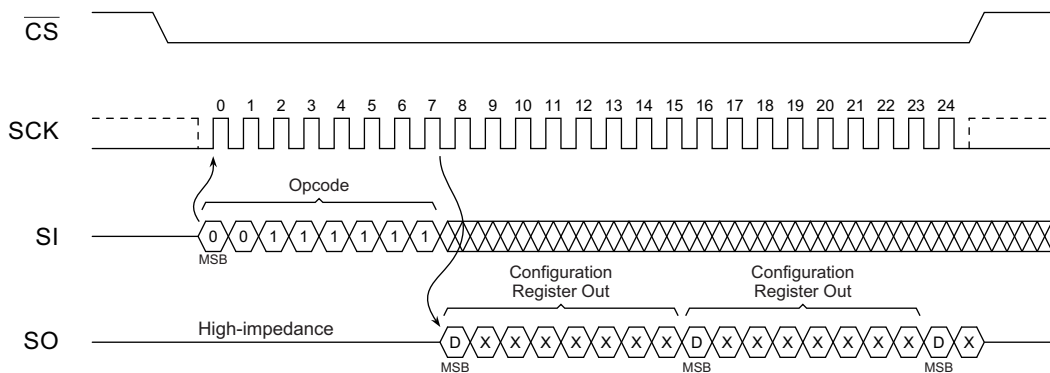 CS
0 1 2 3 4 5 6 7 8 9 10 11 12 13 14 15 16 17 18 19 20 21 22 23 24
SCK
Opcode
SI
0 0 1 1 1 1 1 1
MSB
Configuration
Register Out
Configuration
Register Out
High-impedance
SO
D X X X X X X X D X X X X X X X D X
MSB MSB MSB